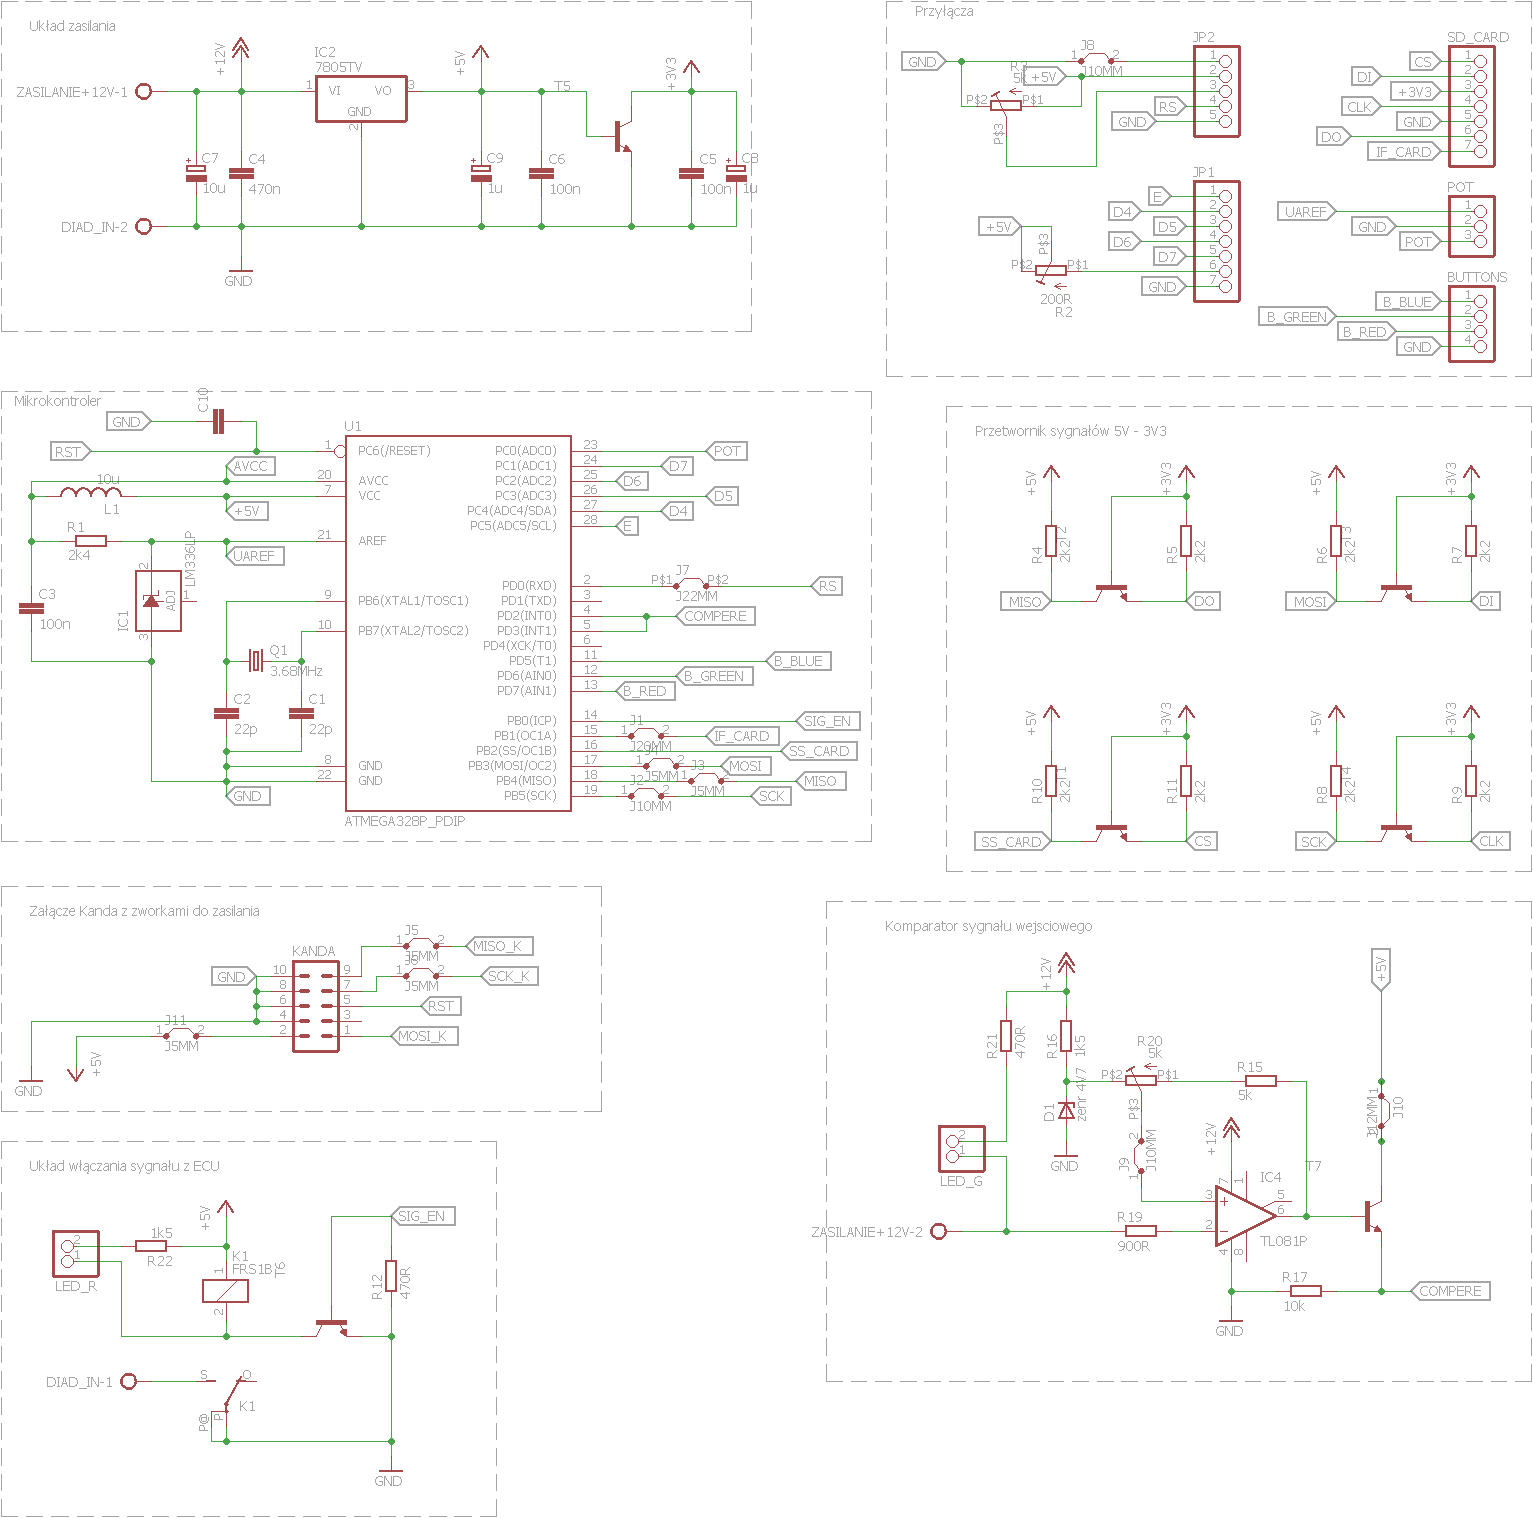 Układ zasilania
+12V
IC2
7805TV
+5V
T5
+3V3
ZASILANIE+12V-1
1
VI
VO
3
GND
2
C7
10u
C4
470n
C9
1u
C6
100n
C5
100n
C8
1u
DIAD_IN-2
GND
Przyłącza
GND
J8
1
2
J10MM
+5V
5k
P$2
P$1
P$3
RS
GND
JP2
1
2
3
4
5
SD_CARD
CS
DI
+3V3
CLK
GND
DO
IF_CARD
1
2
3
4
5
6
7
JP1
E
D4
D5
D6
D7
GND
1
2
3
4
5
6
7
+5V
P$3
P$2
P$1
200R
R2
POT
UAREF
GND
POT
1
2
3
BUTTONS
B_BLUE
B_GREEN
B_RED
GND
1
2
3
4
Mikrokontroler
GND
C10
RST
AVCC
10u
L1
+5V
R1
2k4
UAREF
LM336LP
IC1
ADJ
1
2
3
C3
100n
Q1
3.68MHz
C2
22p
C1
22p
GND
U1
1 PC6(/RESET)
20 AVCC
7 VCC
21 AREF
9 PB6(XTAL1/TOSC1)
10 PB7(XTAL2/TOSC2)
8 GND
22 GND
PC0(ADC0) 23 POT
PC1(ADC1) 24 D7
PC2(ADC2) 25 D6
PC3(ADC3) 26 D5
PC4(ADC4/SDA) 27 D4
PC5(ADC5/SCL) 28 E
J7
PD0(RXD) 2 P$1 P$2 RS
J22MM
PD1(TXD) 3
PD2(INT0) 4 COMPERE
PD3(INT1) 5
PD4(XCK/T0) 6
PD5(T1) 11 B_BLUE
PD6(AIN0) 12 B_GREEN
PD7(AIN1) 13 B_RED
PB0(ICP) 14 SIG_EN
J1
PB1(OC1A) 15 1 2 IF_CARD
J20MM
PB2(SS/OC1B) 16 SS_CARD
J4
PB3(MOSI/OC2) 17 1 2 MOSI
J5MM
J3
PB4(MISO) 18 1 2 MISO
J5MM
J2
PB5(SCK) 19 1 2 SCK
J10MM
ATMEGA328P_PDIP
Przetwornik sygnałów 5V - 3V3
+5V
+3V3
R4
2k2
T2
R5
2k2
MISO
DO
+5V
+3V3
R6
2k2
T3
R7
2k2
MOSI
DI
+5V
+3V3
R10
2k2
T1
R11
2k2
SS_CARD
CS
+5V
+3V3
R8
2k2
T4
R9
2k2
SCK
CLK
Załącze Kanda z zworkami do zasilania
KANDA
GND
10
8
6
4
2
9
7
5
3
1
J5
1
2
J5MM
MISO_K
J6
1
2
J5MM
SCK_K
RST
MOSI_K
J11
1
2
J5MM
+5V
GND
Układ włączania sygnału z ECU
+5V
1k5
R22
2
1
LED_R
K1
FRS1B
T6
1
2
SIG_EN
R12
470R
DIAD_IN-1
S
O
P
P@
K1
GND
Komparator sygnału wejsciowego
+12V
R21
470R
R16
1k5
D1
zenr 4V7
GND
R20
5K
P$2
P$1
P$3
R15
5k
J9
2
1
J10MM
+12V
IC4
TL081P
3
2
7
1
5
6
4
8
T7
+5V
J12MM
1
J10
2
1
LED_G
ZASILANIE+12V-2
R19
900R
R17
10k
COMPERE
GND